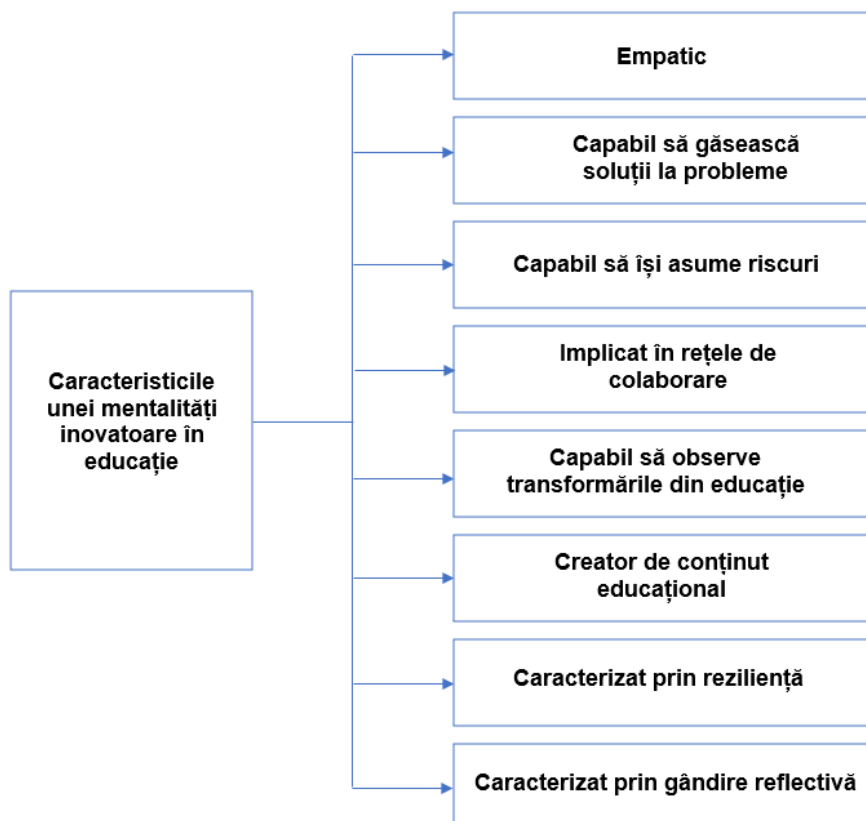 Caracteristicile
unei mentalități
inovatoare în
educație
Empatic
Capabil să găsească
soluții la probleme
Capabil să își asume riscuri
Implicat în rețele de
colaborare
Capabil să observe
transformările din educație
Creator de conținut
educațional
Caracterizat prin reziliență
Caracterizat prin gândire reflectivă